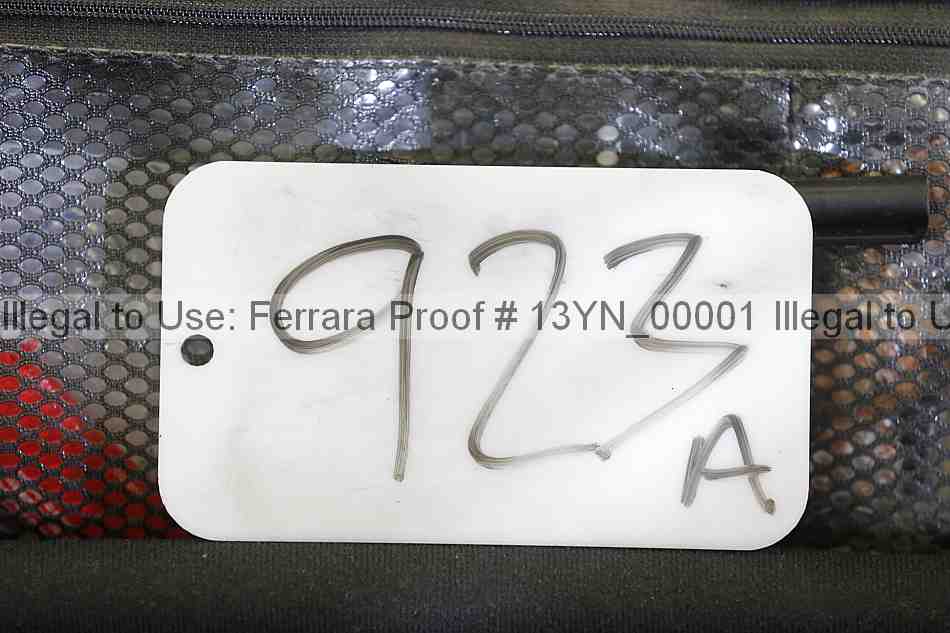 923
Illegal to Use: Ferrara Proof # 13YN_00001 Illegal to U
A